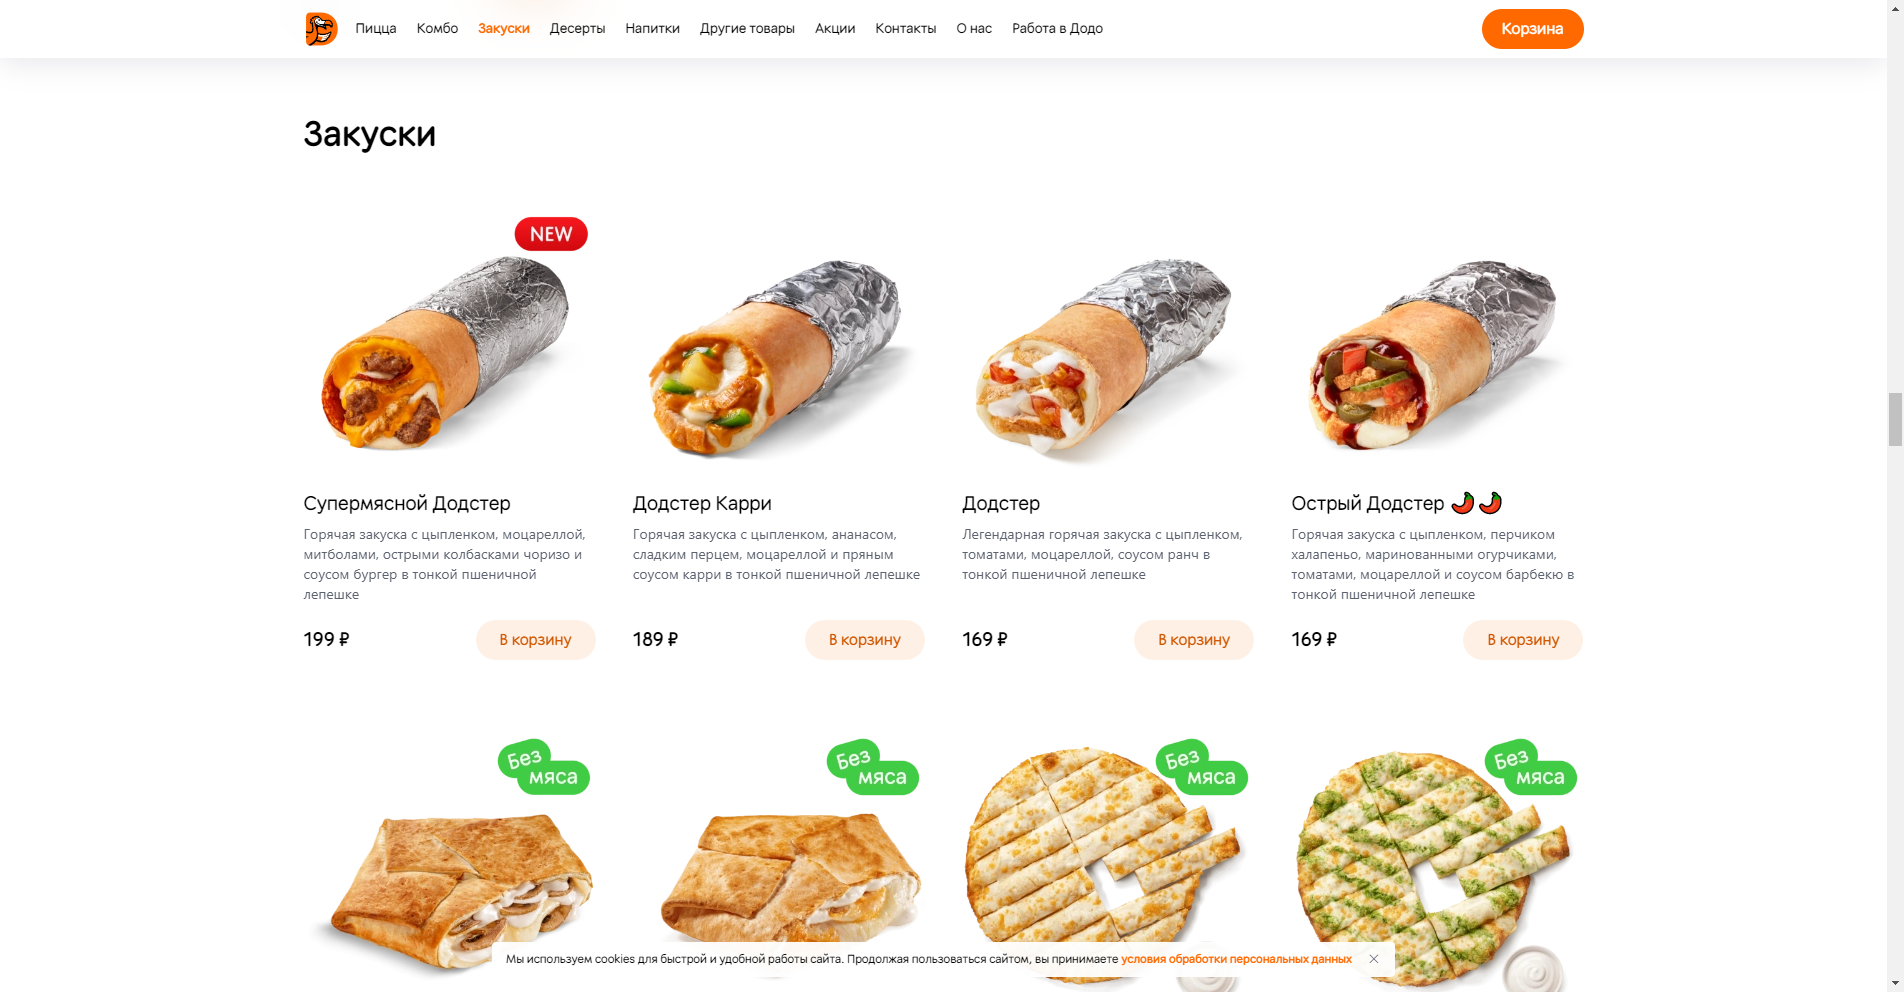 Пицца Комбо Закуски Десерты Напитки Другие товары Акции Контакты О нас Работа в Додо Корзина
Закуски
NEW
Супермясной Додстер
Горячая закуска с цыпленком, моцареллой,
митболами, острыми колбасками чоризо и
соусом бургер в тонкой пшеничной
лепешке
199 ₽ В корзину
Додстер Карри
Горячая закуска с цыпленком, ананасом,
сладким перцем, моцареллой и пряным
соусом карри в тонкой пшеничной лепешке
189 ₽ В корзину
Додстер
Легендарная горячая закуска с цыпленком,
томатами, моцареллой, соусом ранч в
тонкой пшеничной лепешке
169 ₽ В корзину
Острый Додстер 🌶🌶
Горячая закуска с цыпленком, перчиком
халапеньо, маринованными огурчиками,
томатами, моцареллой и соусом барбекю в
тонкой пшеничной лепешке
169 ₽ В корзину
Без
мяса
Без
мяса
Без
мяса
Без
мяса
Мы используем cookies для быстрой и удобной работы сайта. Продолжая пользоваться сайтом, вы принимаете условия обработки персональных данных